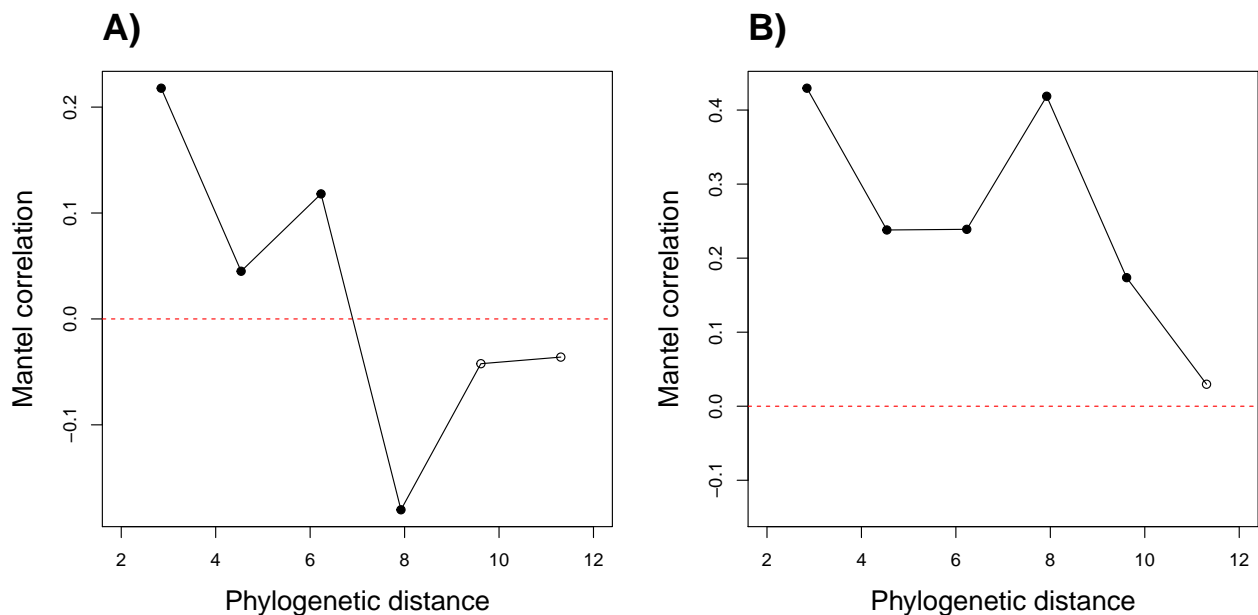 A)
Mantel correlation
0.2
0.1
0.0
−0.1
2 4 6 8 10 12
Phylogenetic distance
B)
Mantel correlation
0.4
0.3
0.2
0.1
0.0
−0.1
2 4 6 8 10 12
Phylogenetic distance